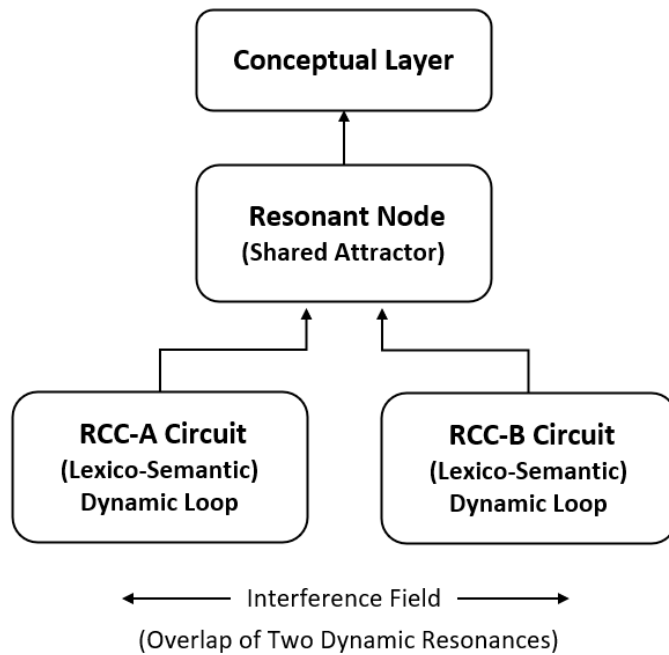 Conceptual Layer
Resonant Node
(Shared Attractor)
RCC-A Circuit
(Lexico-Semantic)
Dynamic Loop
RCC-B Circuit
(Lexico-Semantic)
Dynamic Loop
Interference Field
(Overlap of Two Dynamic Resonances)